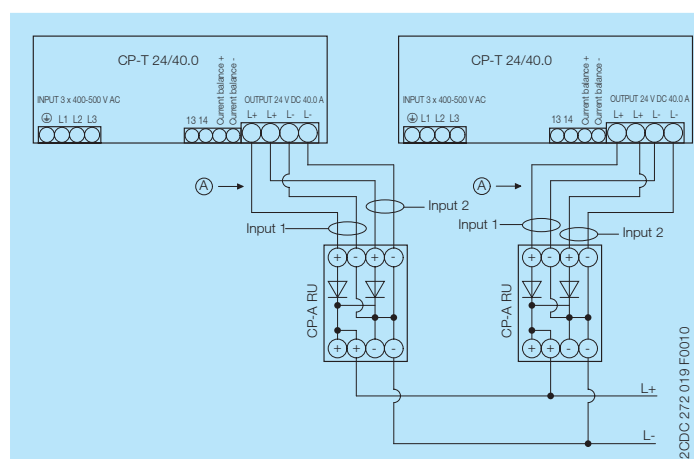 CP-T 24/40.0
Current balance +
Current balance -
INPUT 3 x 400-500 V AC
OUTPUT 24 V DC 40.0 A
L1 L2 L3
13 14
L+ L+ L- L-
CP-T 24/40.0
Current balance +
Current balance -
INPUT 3 x 400-500 V AC
OUTPUT 24 V DC 40.0 A
L1 L2 L3
13 14
L+ L+ L- L-
A
Input 1
Input 2
A
Input 1
Input 2
CP-A RU
+ - + -
+ + - -
CP-A RU
+ - + -
+ + - -
L+
L-
2CDC 272 019 F0010